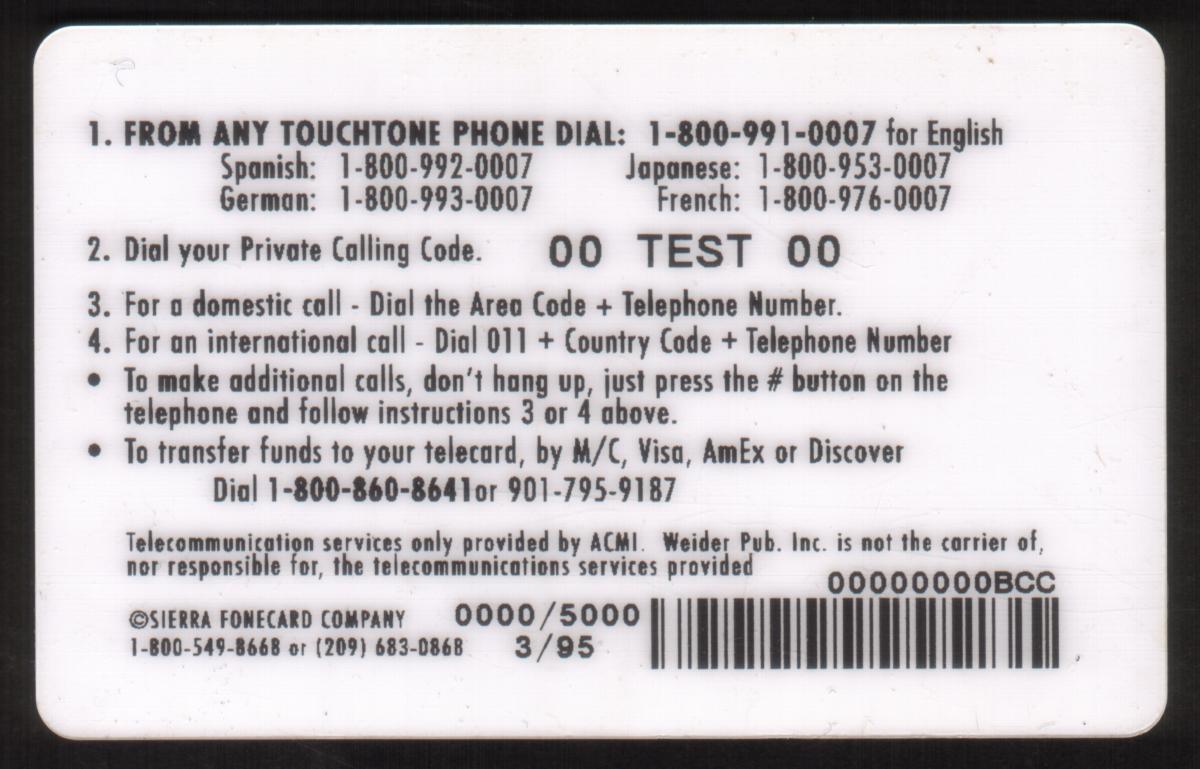 1. FROM ANY TOUCHTONE PHONE DIAL: 1-800-991-0007 for English
Spanish: 1-800-992-0007 Japanese: 1-800-953-0007
German: 1-800-993-0007 French: 1-800-976-0007
2. Dial your Private Calling Code. 00 TEST 00
3. For a domestic call - Dial the Area Code + Telephone Number.
4. For an international call - Dial 011 + Country Code + Telephone Number
• To make additional calls, don't hang up, just press the # button on the
telephone and follow instructions 3 or 4 above.
• To transfer funds to your telecard, by M/C, Visa, AmEx or Discover
Dial 1-800-860-8641or 901-795-9187
Telecommunication services only provided by ACMI. Weider Pub. Inc. is not the carrier of,
nor responsible for, the telecommunications services provided
00000000BCC
©SIERRA FONECARD COMPANY 0000/5000
1-800-549-8668 or (209) 683-0868 3/95